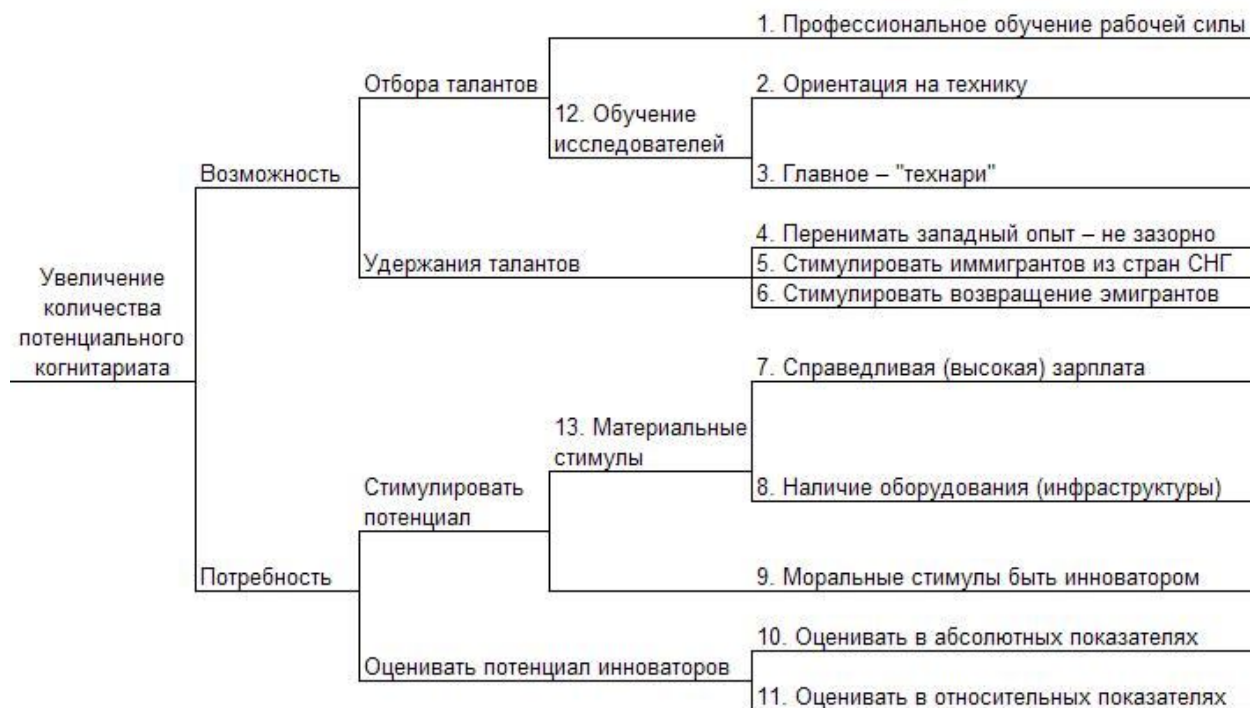 1. Профессиональное обучение рабочей силы
Отбора талантов
2. Ориентация на технику
12. Обучение
исследователей
Возможность
3. Главное – "технари"
4. Перенимать западный опыт – не зазорно
Удержания талантов
5. Стимулировать иммигрантов из стран СНГ
6. Стимулировать возвращение эмигрантов
Увеличение
количества
потенциального
когнитариата
7. Справедливая (высокая) зарплата
13. Материальные
стимулы
Стимулировать
потенциал
8. Наличие оборудования (инфраструктуры)
Потребность
9. Моральные стимулы быть инноватором
10. Оценивать в абсолютных показателях
Оценивать потенциал инноваторов
11. Оценивать в относительных показателях